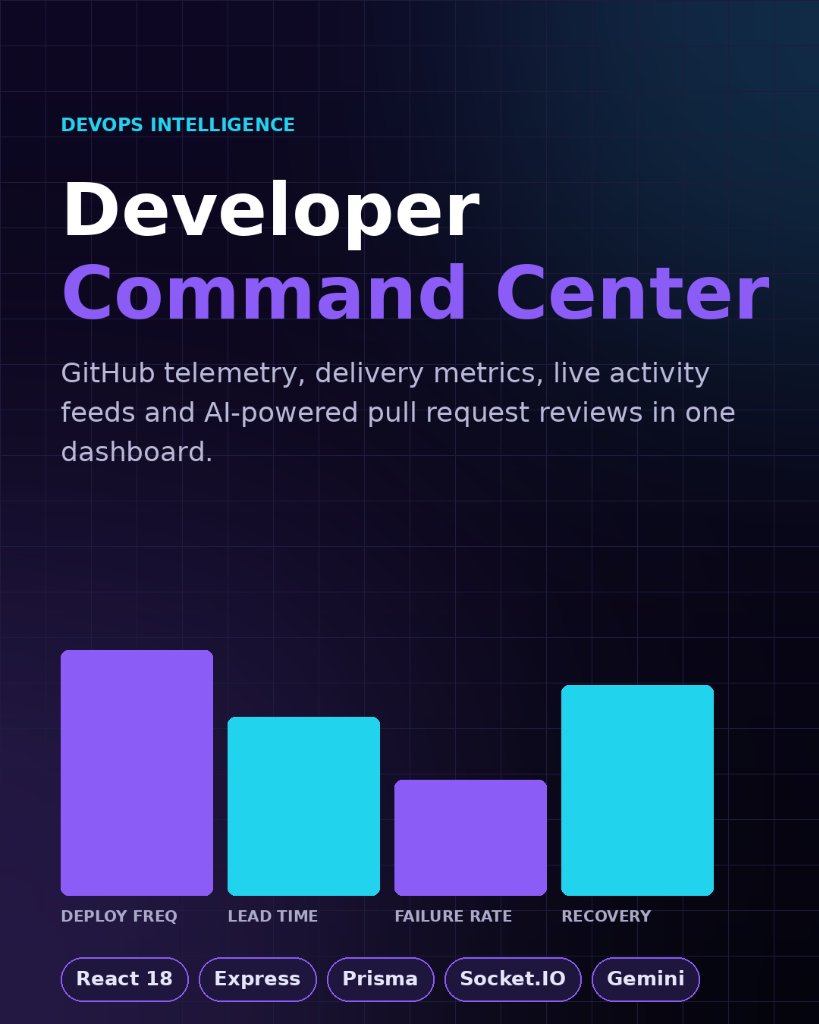 DEVOPS INTELLIGENCE
Developer
Command Center
GitHub telemetry, delivery metrics, live activity
feeds and AI-powered pull request reviews in one
dashboard.
DEPLOY FREQ LEAD TIME FAILURE RATE RECOVERY
React 18 Express Prisma Socket.IO Gemini